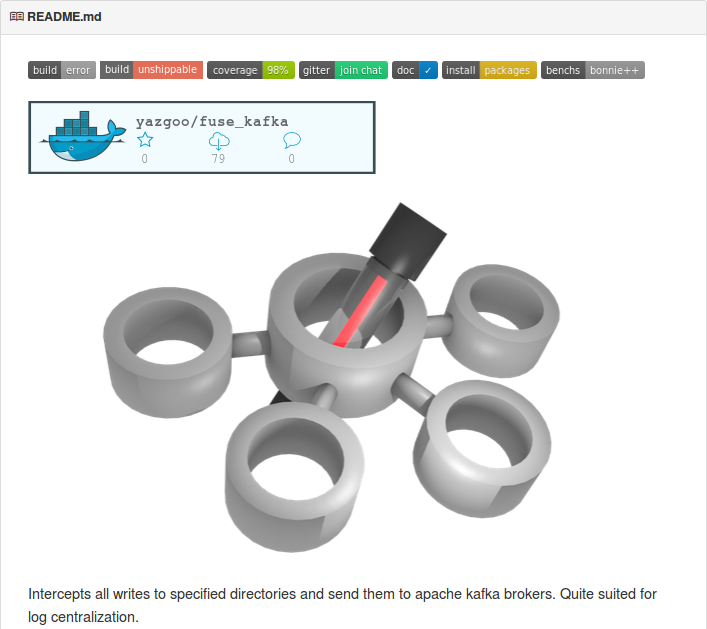 README.md
build error build unshippable coverage 98% gitter join chat doc ✓ install packages benchs bonnie++
yazgoo/fuse_kafka
0 79 0
Intercepts all writes to specified directories and send them to apache kafka brokers. Quite suited for
log centralization.